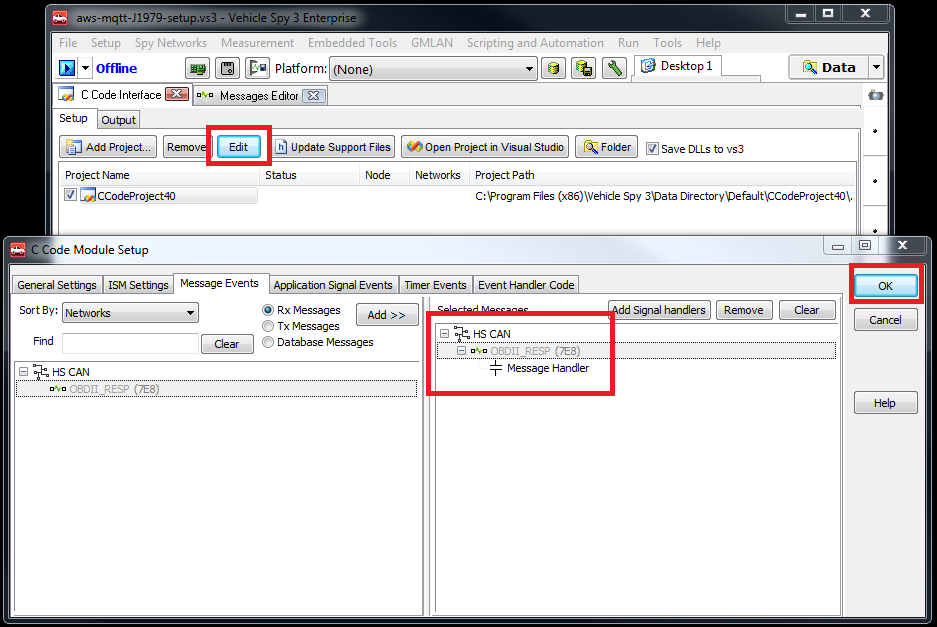 aws-mqtt-J1979-setup.vs3 - Vehicle Spy 3 Enterprise
File Setup Spy Networks Measurement Embedded Tools GMLAN Scripting and Automation Run Tools Help
Offline Platform: (None) Desktop 1 Data
C Code Interface Messages Editor
Setup Output
Add Project... Remove Edit Update Support Files Open Project in Visual Studio Folder Save DLLs to vs3
Project Name Status Node Networks Project Path
CCodeProject40 C:\Program Files (x86)\Vehicle Spy 3\Data Directory\Default\CCodeProject40\.
C Code Module Setup
General Settings ISM Settings Message Events Application Signal Events Timer Events Event Handler Code
OK
Cancel
Help
Sort By: Networks
Rx Messages
Tx Messages
Database Messages
Add >>
Find Clear
HS CAN
OBDII_RESP (7E8)
Selected Messages Add Signal handlers Remove Clear
HS CAN
OBDII_RESP (7E8)
Message Handler